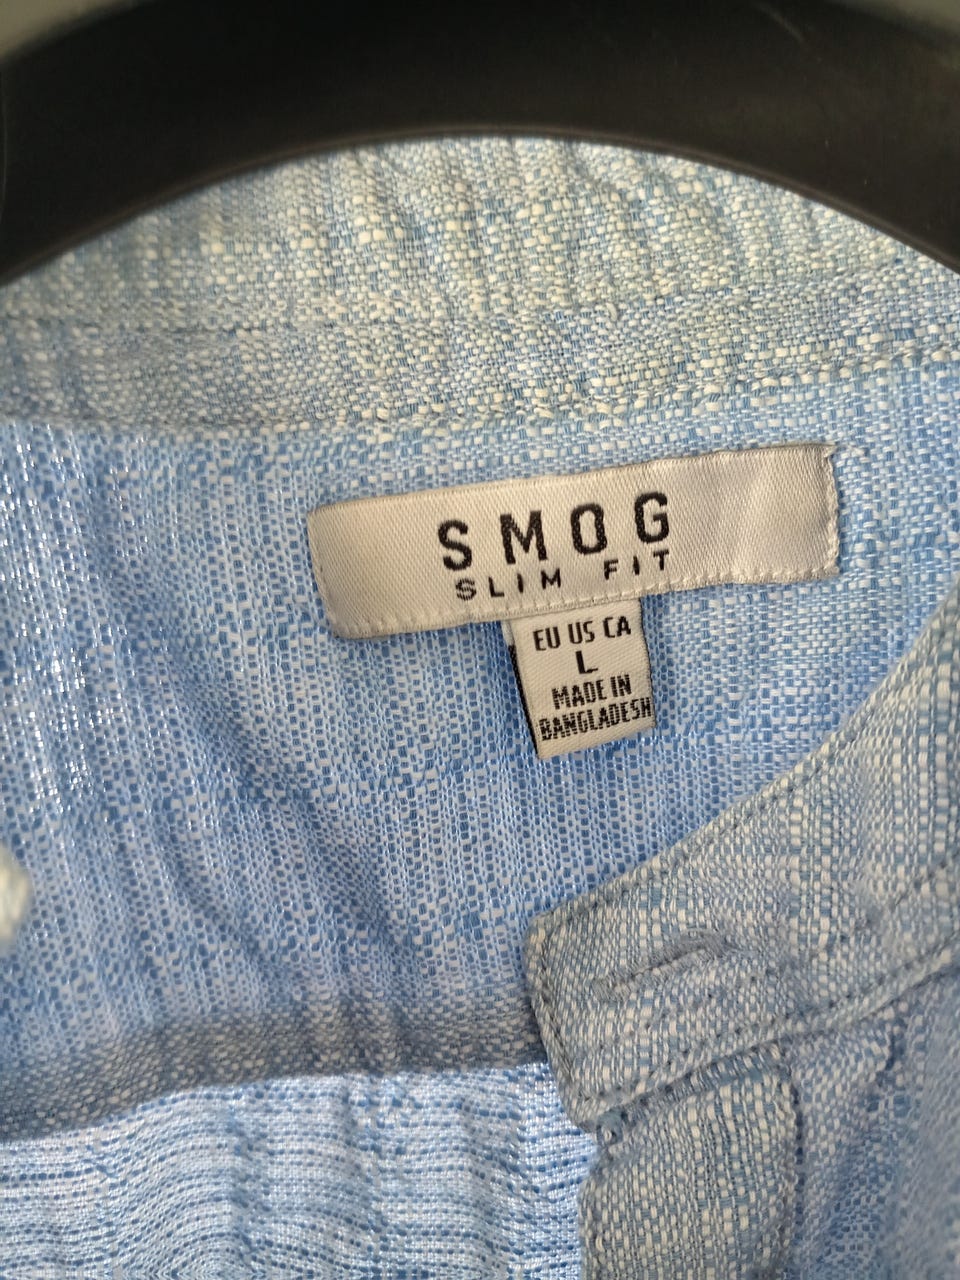 SMOG
SLIM FIT
EU US CA
L
MADE IN
BANGLADESH